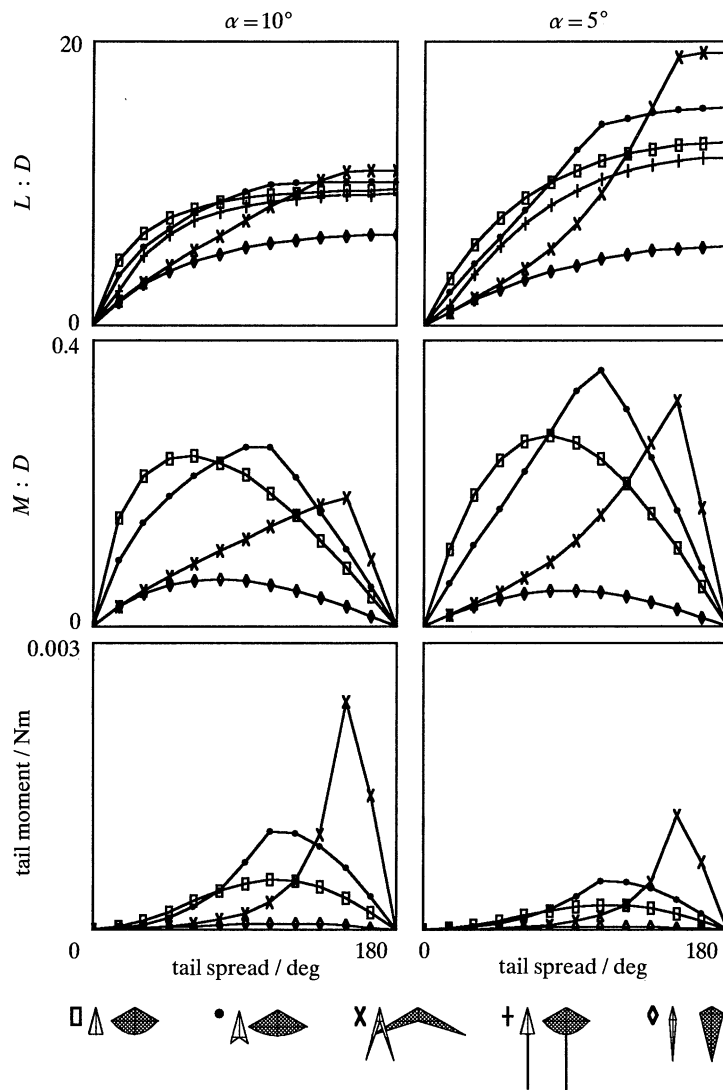 α = 10°
α = 5°
20
L : D
0
0.4
M : D
0
0.003
tail moment / Nm
0
180
0
180
tail spread / deg
tail spread / deg